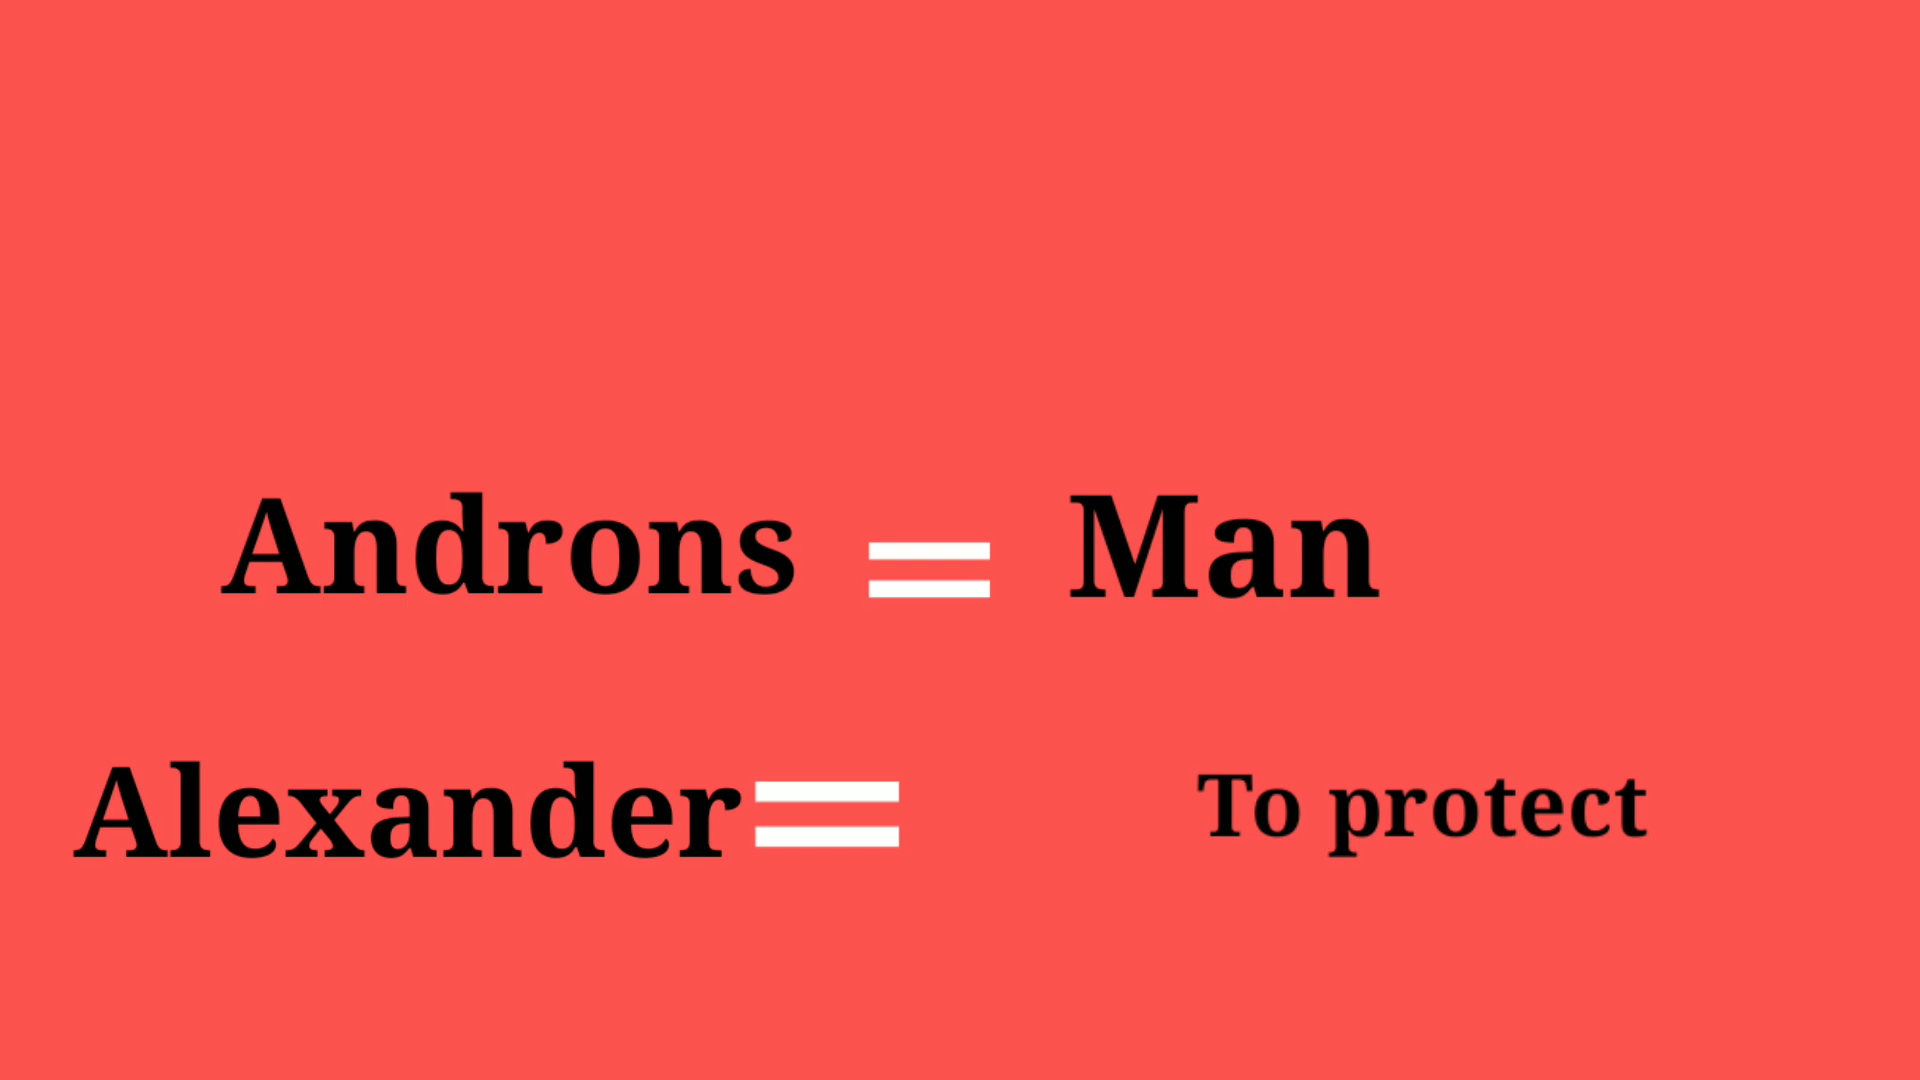 Androns = Man
Alexander = To protect